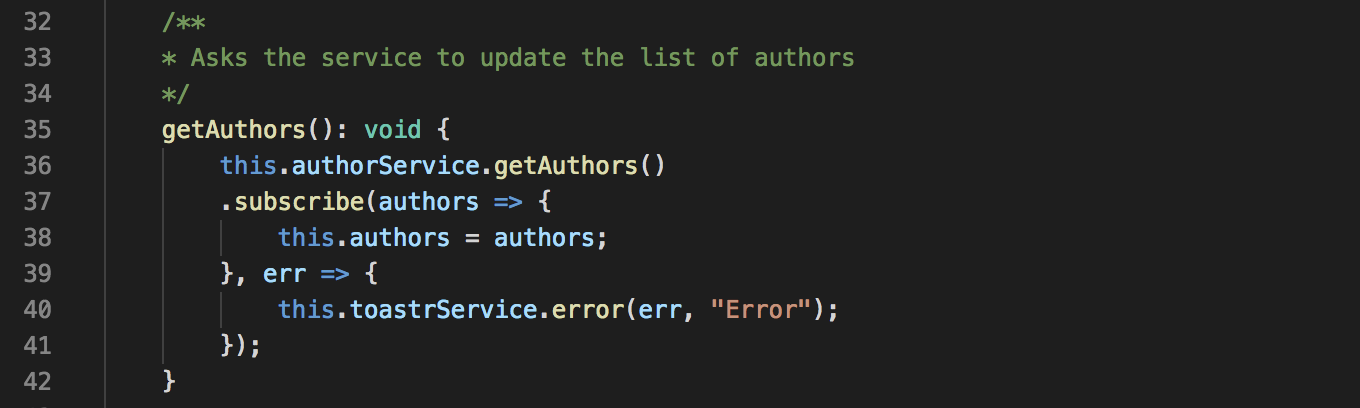 32 /**
33 * Asks the service to update the list of authors
34 */
35 getAuthors(): void {
36 this.authorService.getAuthors()
37 .subscribe(authors => {
38 this.authors = authors;
39 }, err => {
40 this.toastrService.error(err, "Error");
41 });
42 }